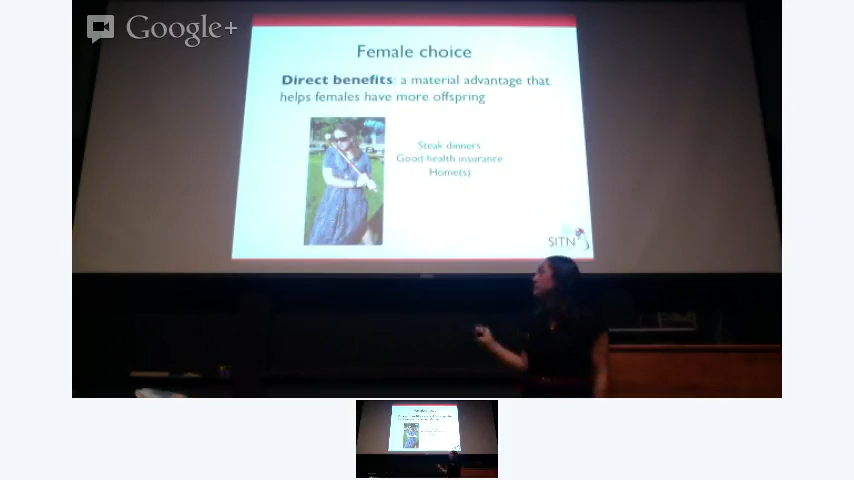 Google+
Female choice
Direct benefits: a material advantage that
helps females have more offspring
Steak dinners
Good health insurance
Home(s)
SITN